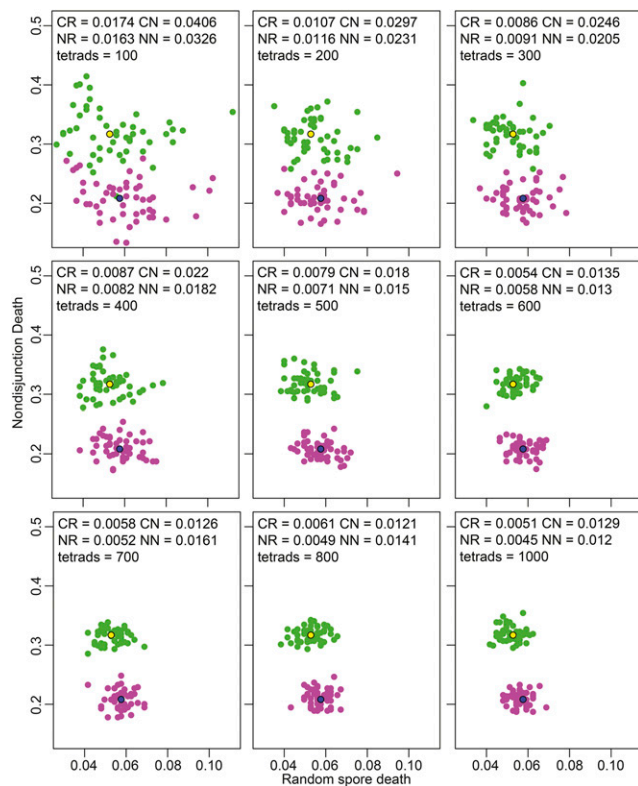 CR = 0.0174 CN = 0.0406
NR = 0.0163 NN = 0.0326
tetrads = 100
CR = 0.0107 CN = 0.0297
NR = 0.0116 NN = 0.0231
tetrads = 200
CR = 0.0086 CN = 0.0246
NR = 0.0091 NN = 0.0205
tetrads = 300
0.5
0.4
0.3
0.2
CR = 0.0087 CN = 0.022
NR = 0.0082 NN = 0.0182
tetrads = 400
CR = 0.0079 CN = 0.018
NR = 0.0071 NN = 0.015
tetrads = 500
CR = 0.0054 CN = 0.0135
NR = 0.0058 NN = 0.013
tetrads = 600
0.5
0.4
0.3
0.2
Nondisjunction Death
CR = 0.0058 CN = 0.0126
NR = 0.0052 NN = 0.0161
tetrads = 700
CR = 0.0061 CN = 0.0121
NR = 0.0049 NN = 0.0141
tetrads = 800
CR = 0.0051 CN = 0.0129
NR = 0.0045 NN = 0.012
tetrads = 1000
0.5
0.4
0.3
0.2
0.04 0.06 0.08 0.10
0.04 0.06 0.08 0.10
0.04 0.06 0.08 0.10
Random spore death